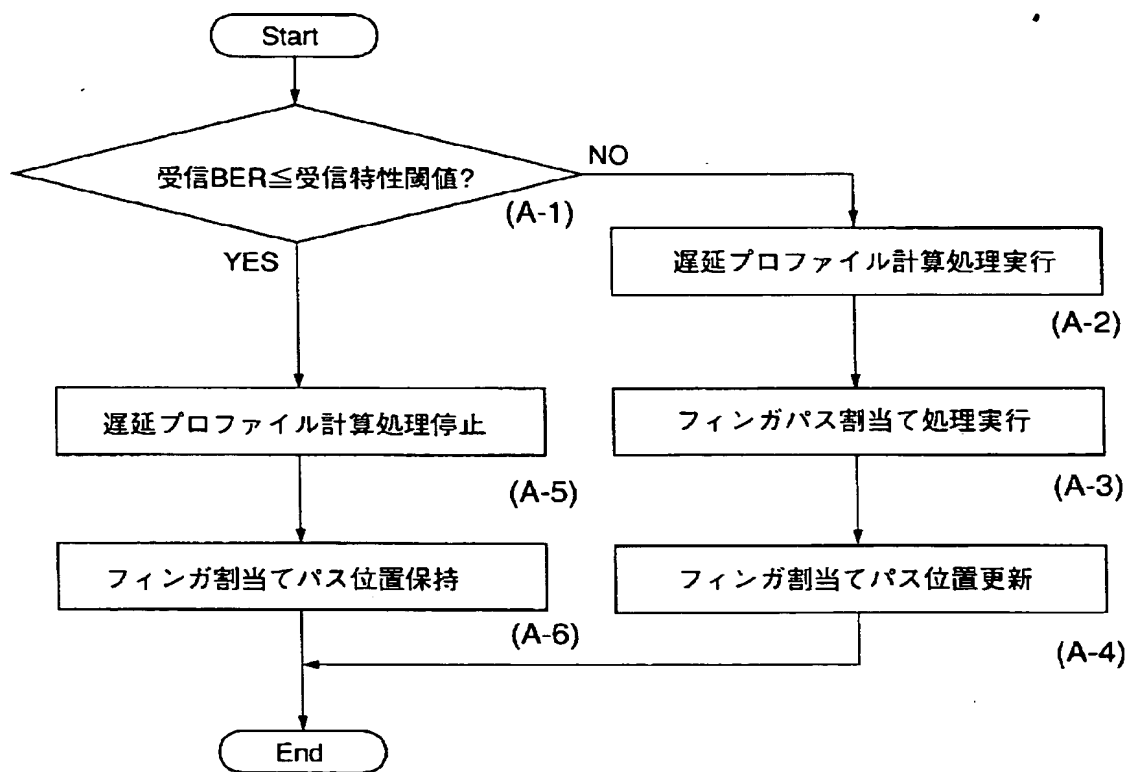 Start
受信BER≦受信特性閾値?
(A-1)
NO
YES
遅延プロファイル計算処理実行
(A-2)
遅延プロファイル計算処理停止
(A-5)
フィンガパス割当て処理実行
(A-3)
フィンガ割当てパス位置保持
(A-6)
フィンガ割当てパス位置更新
(A-4)
End